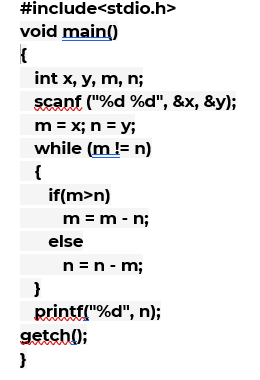 #include<stdio.h>
void main()
{
int x, y, m, n;
scanf ("%d %d", &x, &y);
m = x; n = y;
while (m != n)
{
if(m>n)
m = m - n;
else
n = n - m;
}
printf("%d", n);
getch();
}